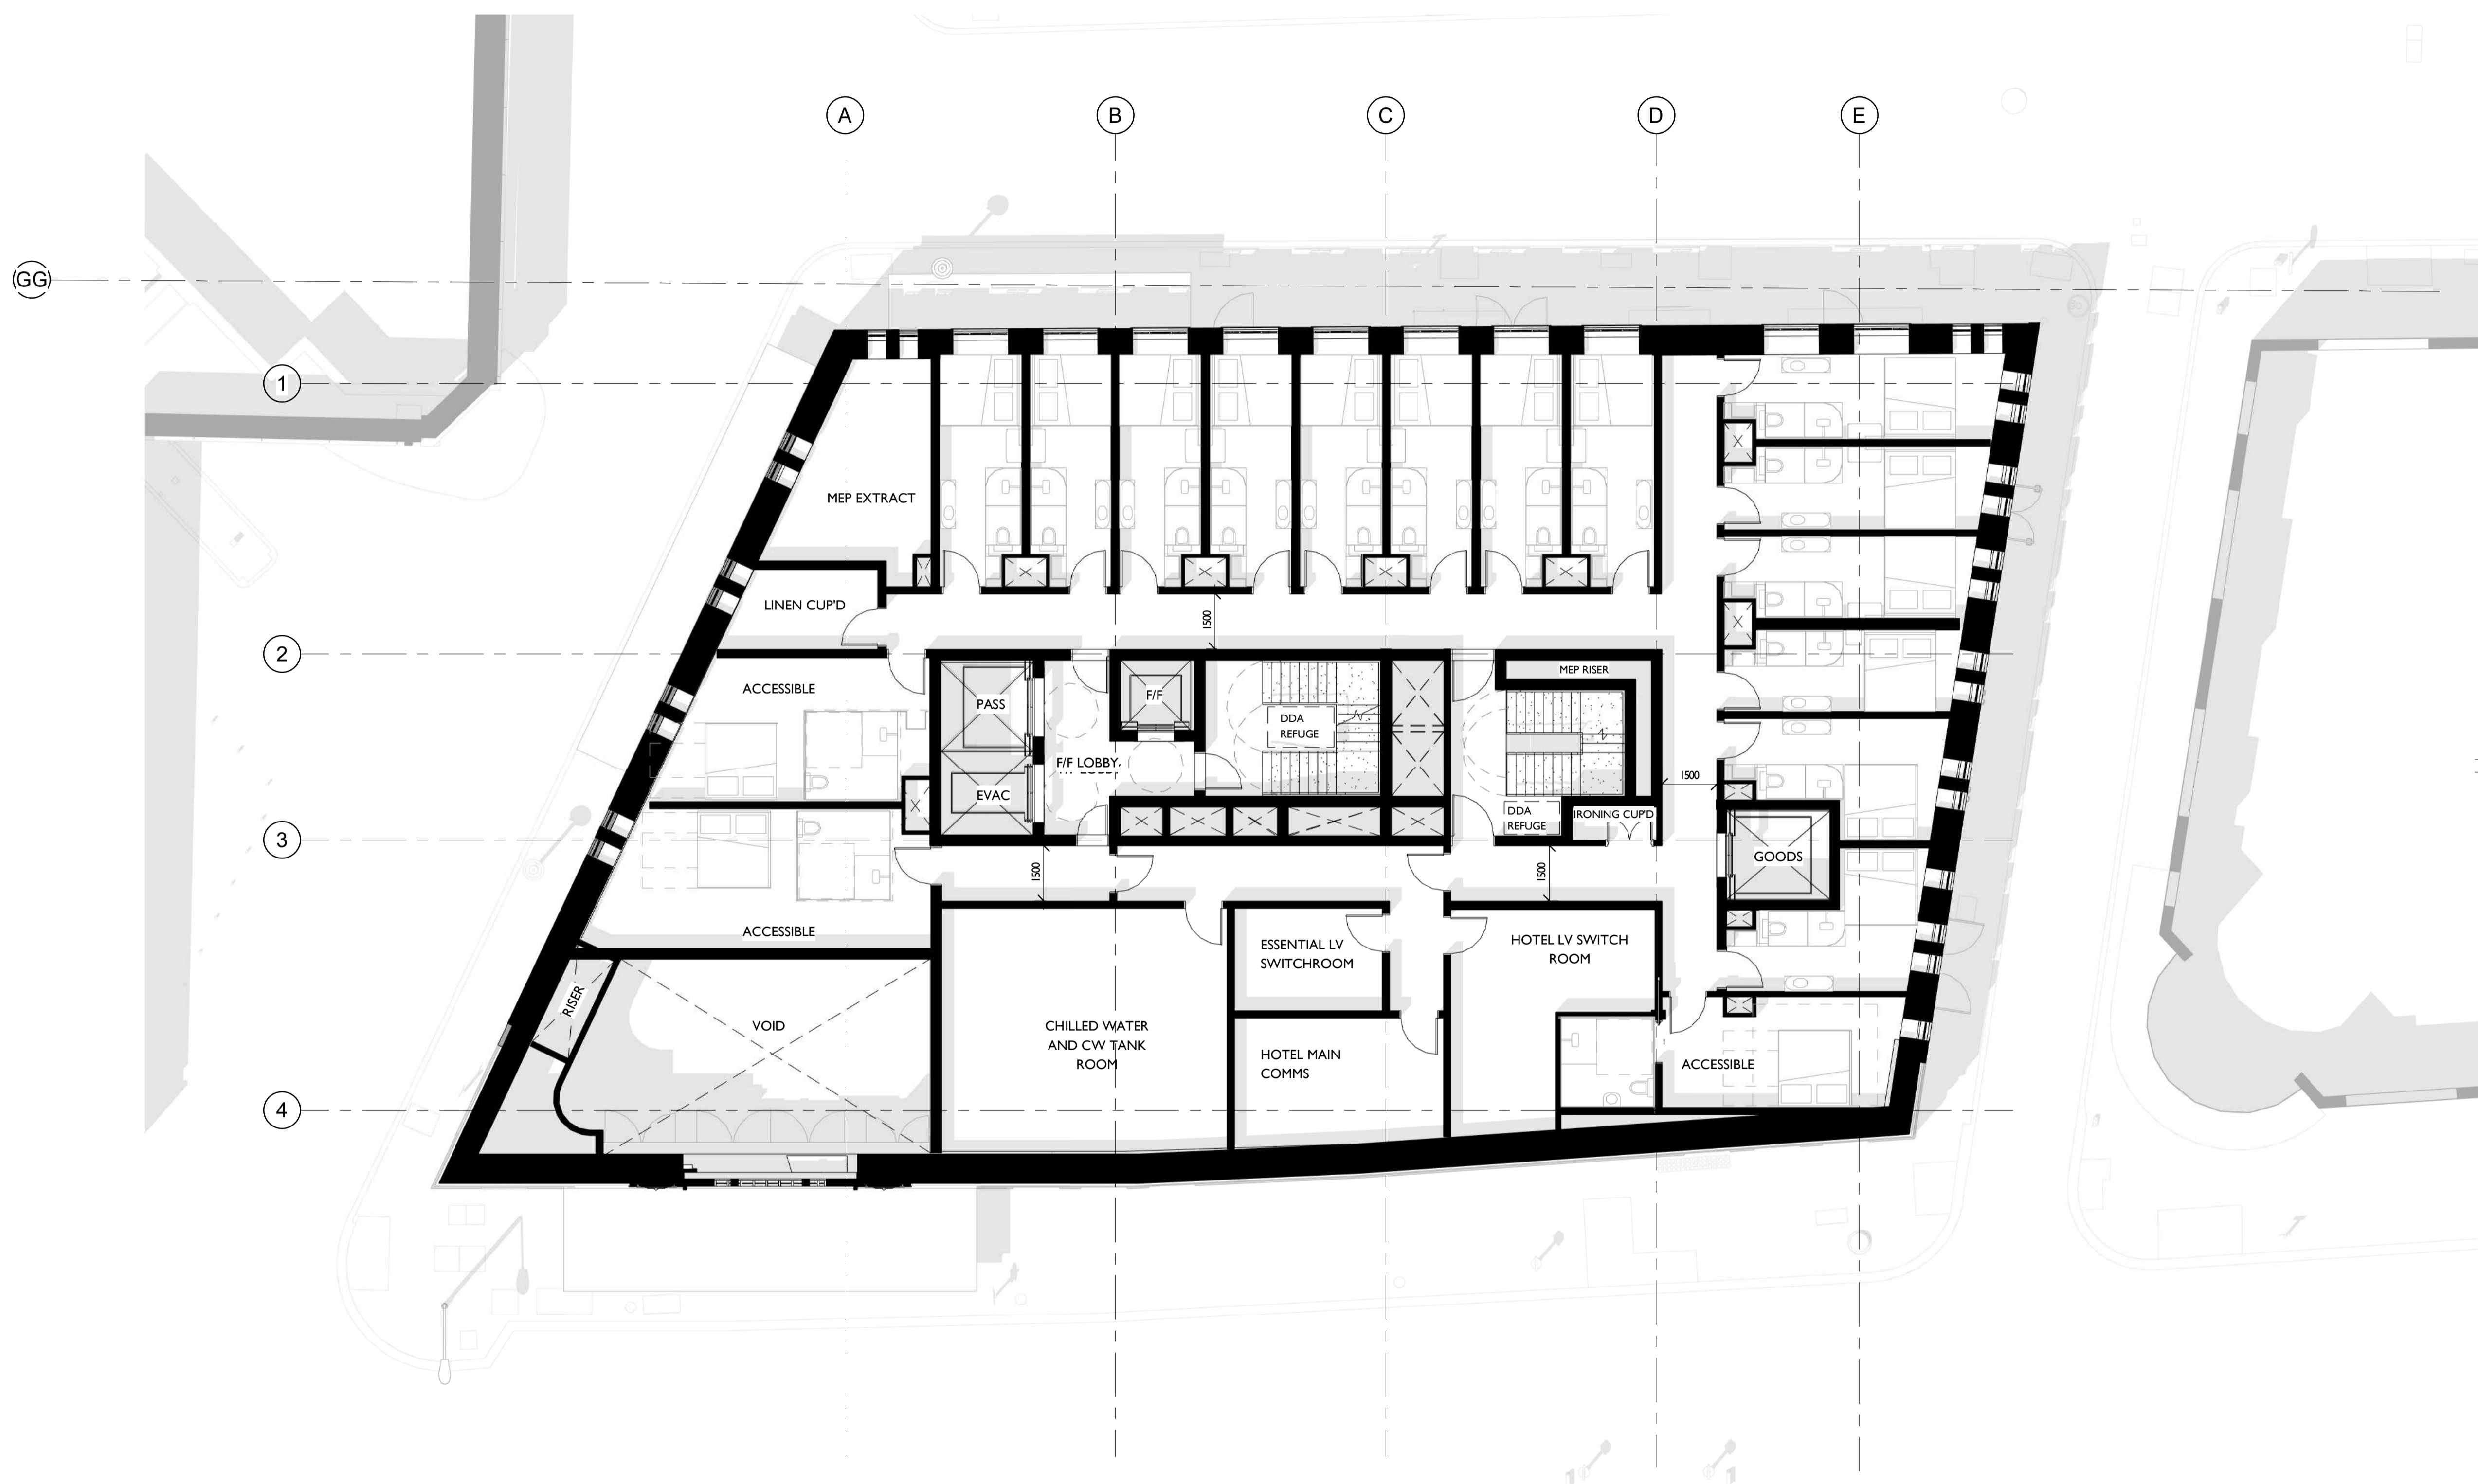 A
B
C
D
E
GG
1
MEP EXTRACT
LINEN CUP'D
1500
2
MEP RISER
ACCESSIBLE
PASS
F/F
DDA
REFUGE
F/F LOBBY
1500
EVAC
DDA
REFUGE
IRONING CUP'D
3
GOODS
1500
1500
ACCESSIBLE
ESSENTIAL LV
SWITCHROOM
HOTEL LV SWITCH
ROOM
RISER
VOID
CHILLED WATER
AND CW TANK
ROOM
HOTEL MAIN
COMMS
ACCESSIBLE
4